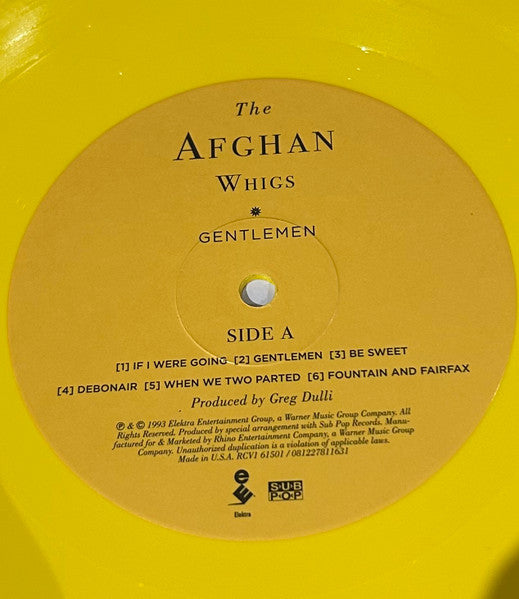 The
AFGHAN
WHIGS
GENTLEMEN
SIDE A
[1] IF I WERE GOING [2] GENTLEMEN [3] BE SWEET
[4] DEBONAIR [5] WHEN WE TWO PARTED [6] FOUNTAIN AND FAIRFAX
Produced by Greg Dulli
℗ & © 1993 Elektra Entertainment Group, a Warner Music Group Company. All
Rights Reserved. Produced by special arrangement with Sub Pop Records. Manu-
factured for & Marketed by Rhino Entertainment Company, a Warner Music Group
Company. Unauthorized duplication is a violation of applicable laws.
Made in U.S.A. RCV1 61501 / 081227811631
e
Elektra
SUB
POP